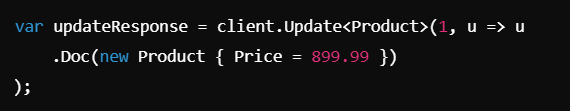 var updateResponse = client.Update<Product>(1, u => u
    .Doc(new Product { Price = 899.99 })
);